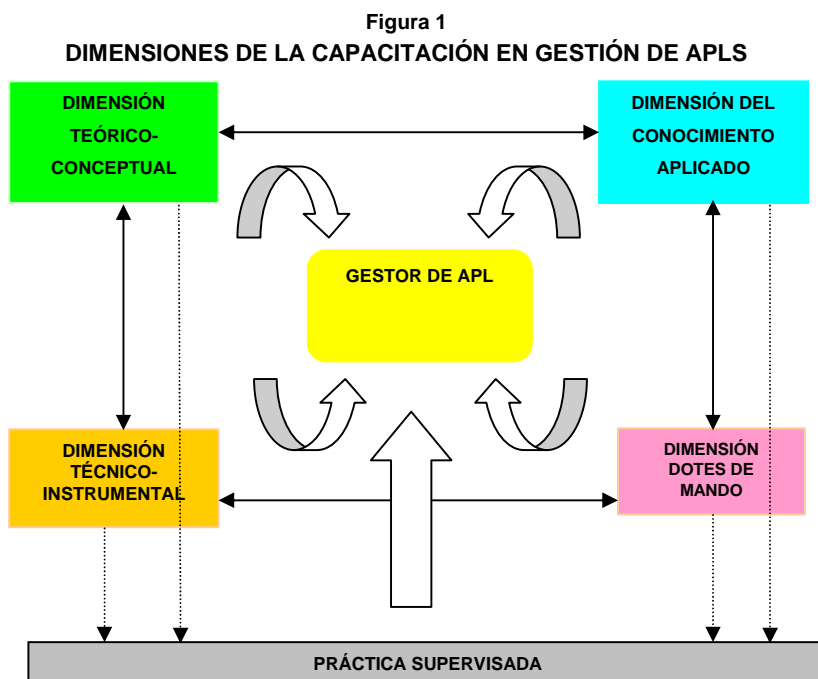 Figura 1
DIMENSIONES DE LA CAPACITACIÓN EN GESTIÓN DE APLS
DIMENSIÓN
TEÓRICO-
CONCEPTUAL
DIMENSIÓN DEL
CONOCIMIENTO
APLICADO
GESTOR DE APL
DIMENSIÓN
TÉCNICO-
INSTRUMENTAL
DIMENSIÓN
DOTES DE
MANDO
PRÁCTICA SUPERVISADA